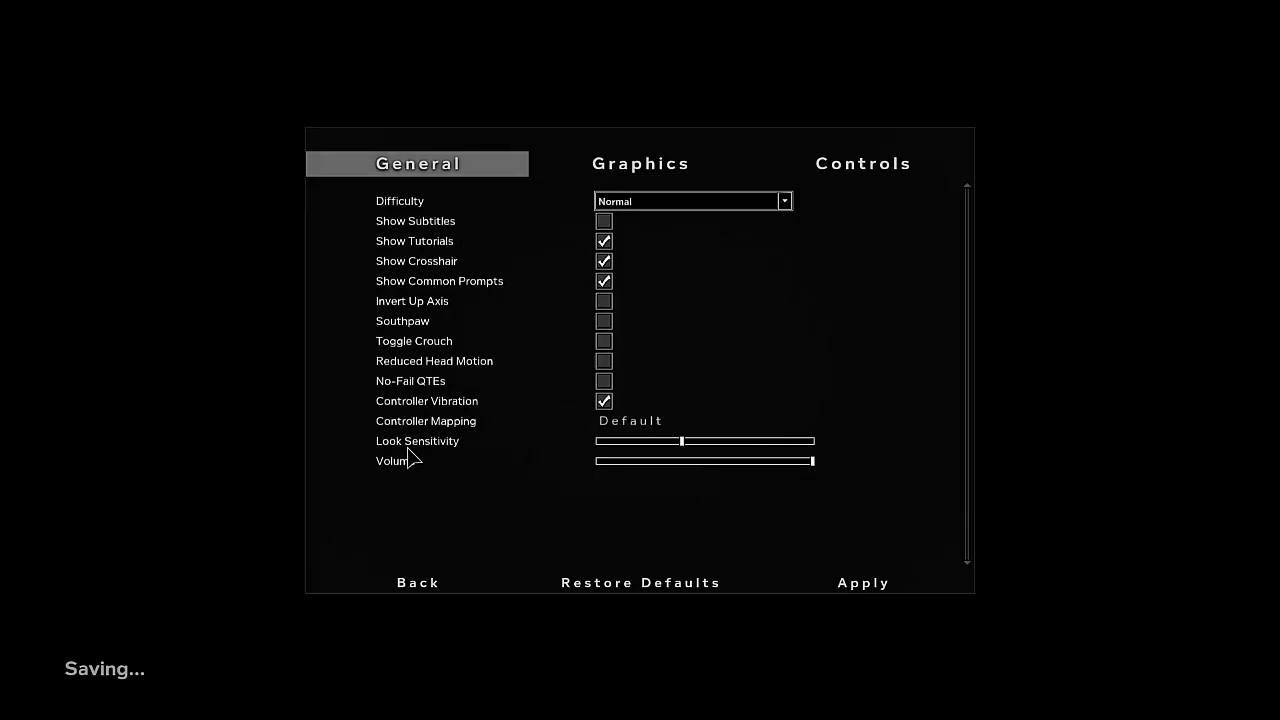 General Graphics Controls
Difficulty Normal
Show Subtitles
Show Tutorials
Show Crosshair
Show Common Prompts
Invert Up Axis
Southpaw
Toggle Crouch
Reduced Head Motion
No-Fail QTEs
Controller Vibration
Controller Mapping Default
Look Sensitivity
Volum
Back Restore Defaults Apply
Saving...